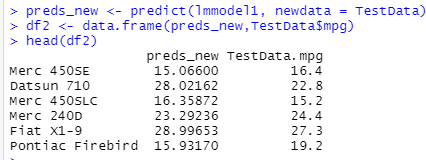 > preds_new <- predict(lmmodel1, newdata = TestData)
> df2 <- data.frame(preds_new,TestData$mpg)
> head(df2)
                 preds_new TestData.mpg
Merc 450SE        15.06600         16.4
Datsun 710        28.02162         22.8
Merc 450SLC       16.35872         15.2
Merc 240D         23.29236         24.4
Fiat X1-9         28.99653         27.3
Pontiac Firebird  15.93170         19.2
>